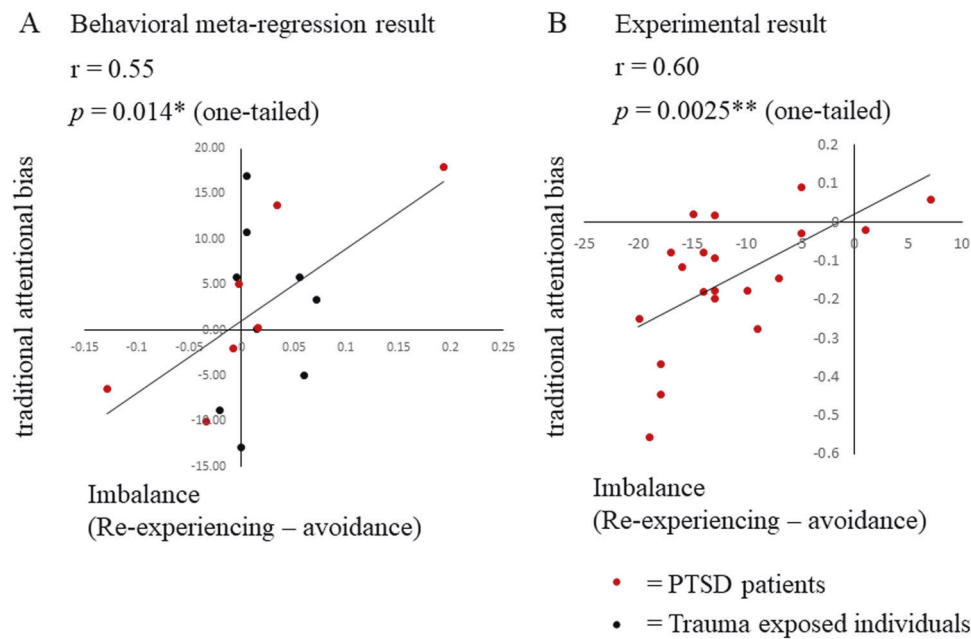 A Behavioral meta-regression result
r = 0.55
p = 0.014* (one-tailed)
traditional attentional bias
20.00
15.00
10.00
5.00
0.00
-5.00
-10.00
-15.00
-0.15 -0.1 -0.05 0 0.05 0.1 0.15 0.2 0.25
Imbalance
(Re-experiencing – avoidance)
B Experimental result
r = 0.60
p = 0.0025** (one-tailed)
traditional attentional bias
0.2
0.1
0
-0.1
-0.2
-0.3
-0.4
-0.5
-0.6
-25 -20 -15 -10 -5 0 5 10
Imbalance
(Re-experiencing – avoidance)
= PTSD patients
= Trauma exposed individuals